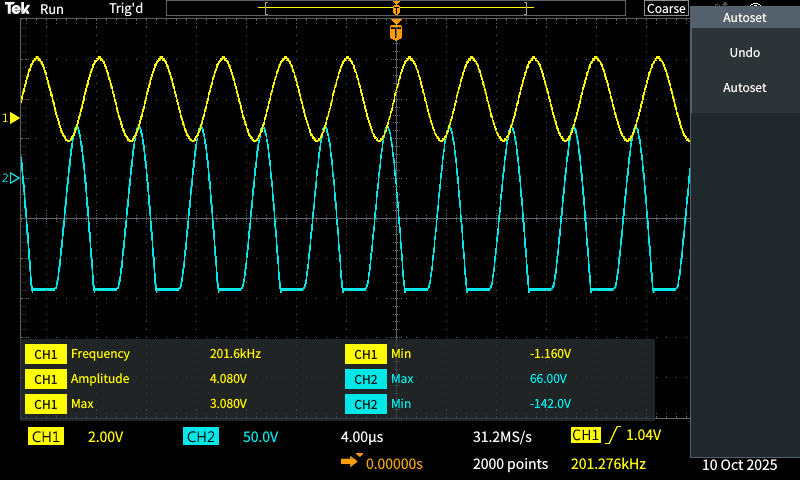 Tek Run Trig'd Coarse
T
T
Autoset
Undo
Autoset
1
2
CH1 Frequency 201.6kHz CH1 Min -1.160V
CH1 Amplitude 4.080V CH2 Max 66.00V
CH1 Max 3.080V CH2 Min -142.0V
CH1 2.00V CH2 50.0V 4.00µs 31.2MS/s CH1 1.04V
0.00000s 2000 points 201.276kHz 10 Oct 2025